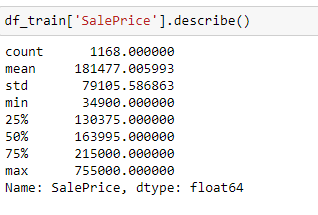 df_train['SalePrice'].describe()
count 1168.000000
mean 181477.005993
std 79105.586863
min 34900.000000
25% 130375.000000
50% 163995.000000
75% 215000.000000
max 755000.000000
Name: SalePrice, dtype: float64